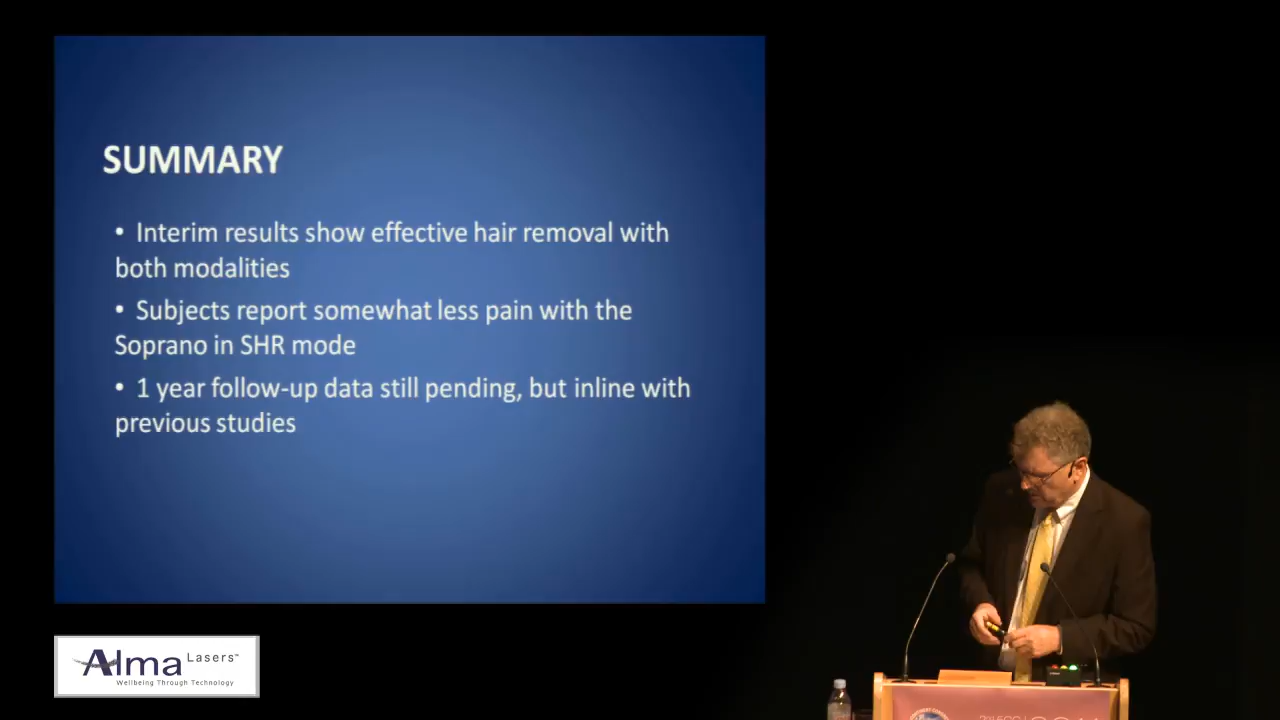 SUMMARY
• Interim results show effective hair removal with
both modalities
• Subjects report somewhat less pain with the
Soprano in SHR mode
• 1 year follow-up data still pending, but inline with
previous studies
Alma Lasers™
Wellbeing Through Technology